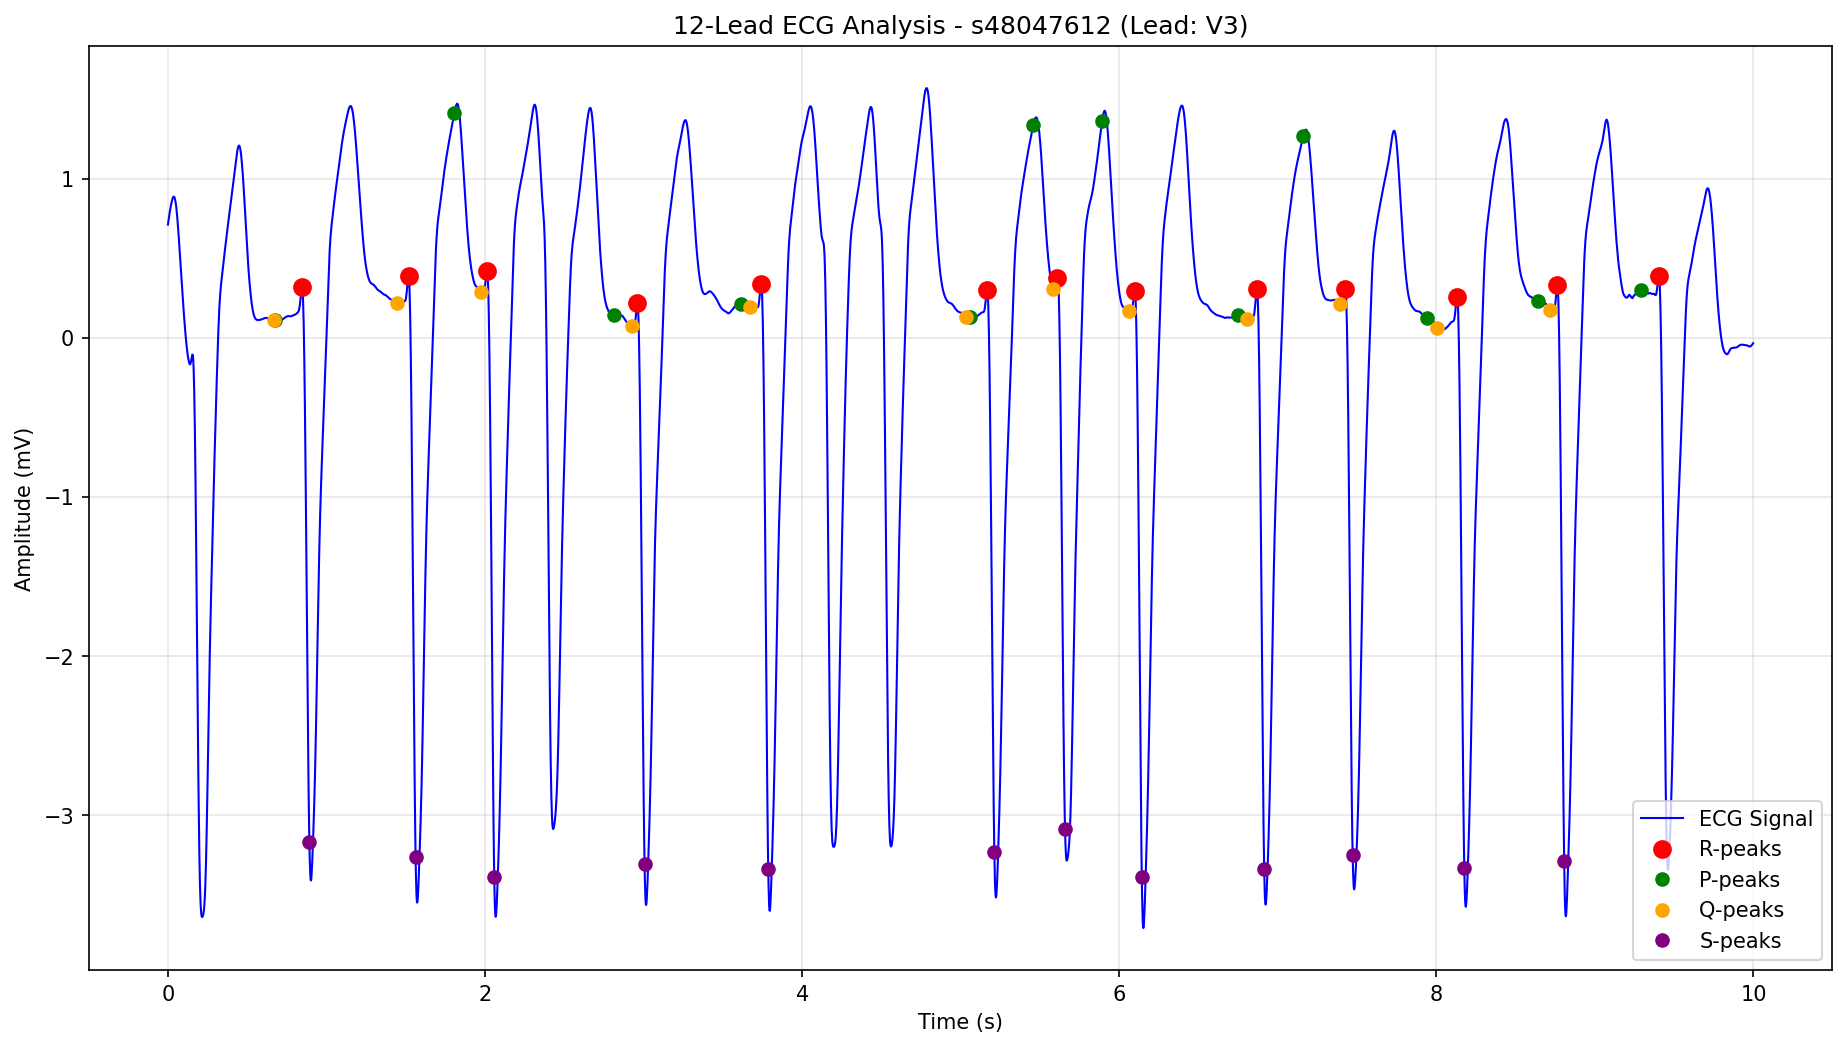 12-Lead ECG Analysis - s48047612 (Lead: V3)
Amplitude (mV)
1
0
−1
−2
−3
0 2 4 6 8 10
Time (s)
ECG Signal
R-peaks
P-peaks
Q-peaks
S-peaks